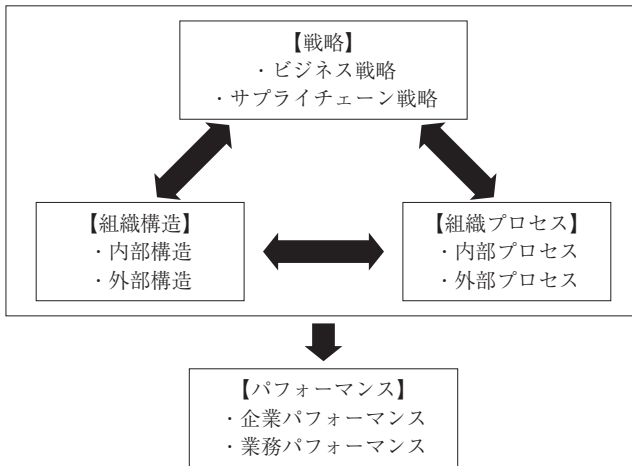 【戦略】
・ビジネス戦略
・サプライチェーン戦略
【組織構造】
・内部構造
・外部構造
【組織プロセス】
・内部プロセス
・外部プロセス
【パフォーマンス】
・企業パフォーマンス
・業務パフォーマンス